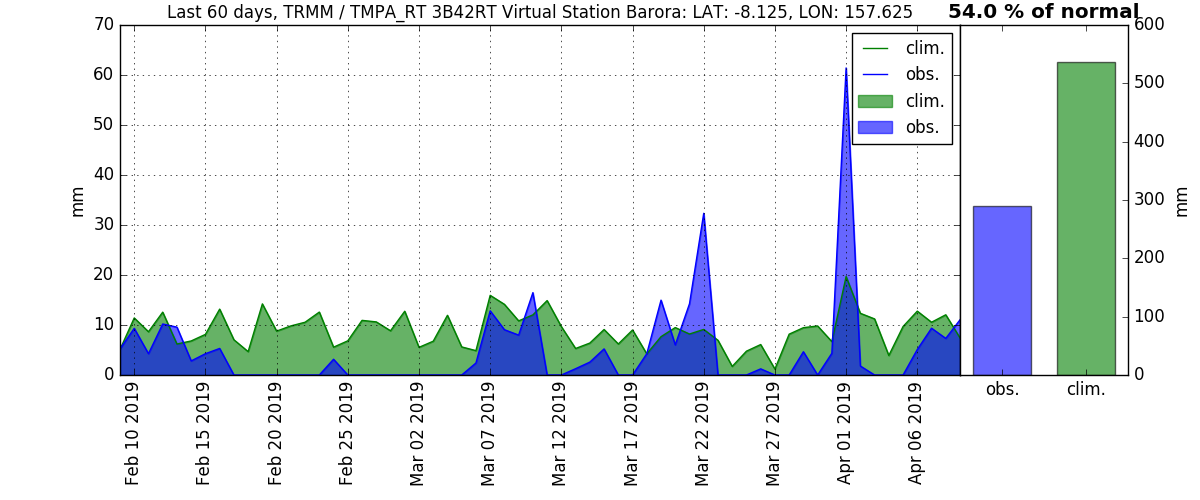 Last 60 days, TRMM / TMPA_RT 3B42RT Virtual Station Barora: LAT: -8.125, LON: 157.625
54.0 % of normal
70
60
50
40
30
20
10
0
mm
clim.
obs.
clim.
obs.
600
500
400
300
200
100
0
mm
obs.
clim.
Feb 10 2019
Feb 15 2019
Feb 20 2019
Feb 25 2019
Mar 02 2019
Mar 07 2019
Mar 12 2019
Mar 17 2019
Mar 22 2019
Mar 27 2019
Apr 01 2019
Apr 06 2019